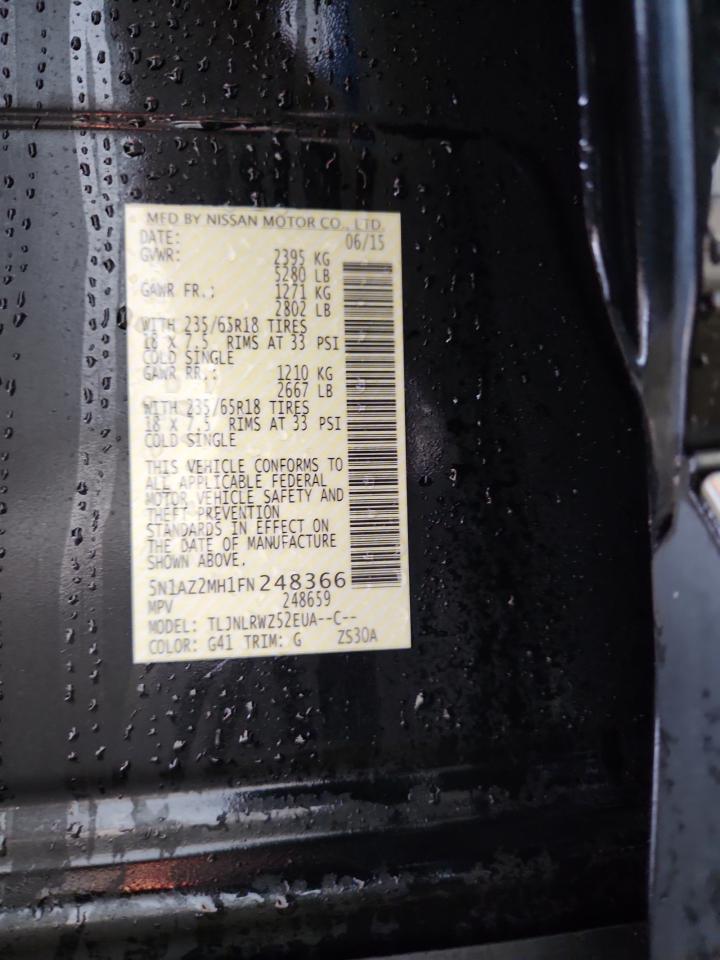 MFD BY NISSAN MOTOR CO., LTD.
DATE: 06/15
GVWR: 2395 KG
5280 LB
GAWR FR.: 1271 KG
2802 LB
WITH 235/65R18 TIRES
18 X 7.5 RIMS AT 33 PSI
COLD SINGLE
GAWR RR.: 1210 KG
2667 LB
WITH 235/65R18 TIRES
18 X 7.5 RIMS AT 33 PSI
COLD SINGLE
THIS VEHICLE CONFORMS TO
ALL APPLICABLE FEDERAL
MOTOR VEHICLE SAFETY AND
THEFT PREVENTION
STANDARDS IN EFFECT ON
THE DATE OF MANUFACTURE
SHOWN ABOVE.
5N1AZ2MH1FN248366
MPV 248659
MODEL: TLJNLRWZ52EUA--C--
COLOR: G41 TRIM: G ZS30A